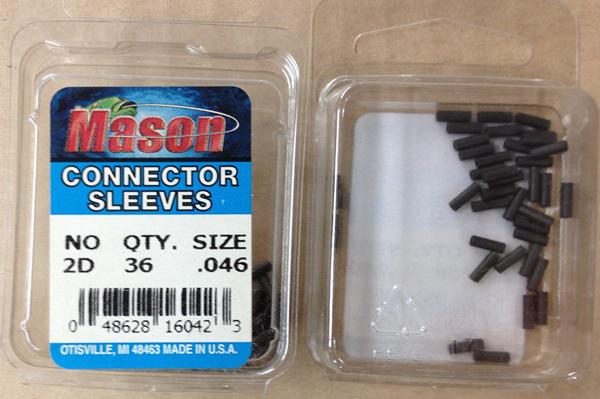 Mason
CONNECTOR
SLEEVES
NO QTY. SIZE
2D 36 .046
0 48628 16042 3
OTISVILLE, MI 48463 MADE IN U.S.A.